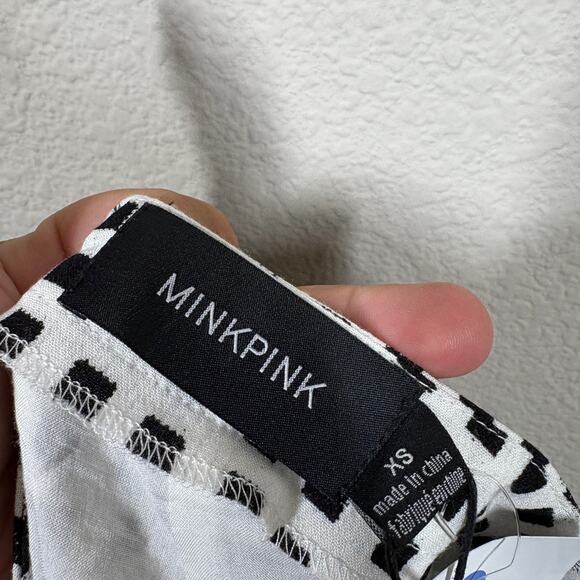 MINKPINK
XS
made in china
fabriqué en chine